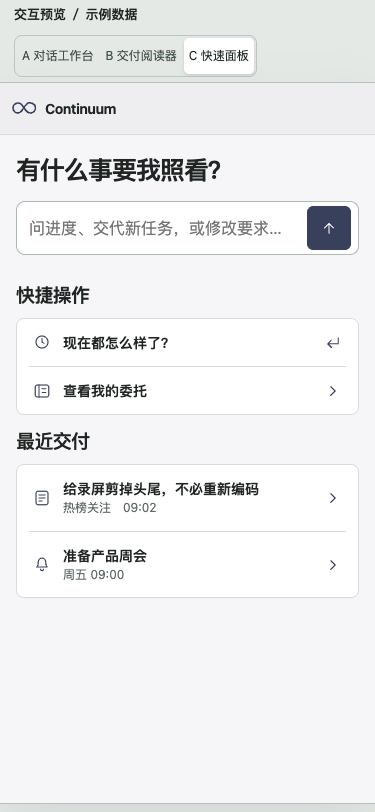 交互预览 / 示例数据
A 对话工作台 B 交付阅读器 C 快速面板
Continuum
有什么事要我照看?
问进度、交代新任务，或修改要求...
快捷操作
现在都怎么样了?
查看我的委托
最近交付
给录屏剪掉头尾，不必重新编码
热榜关注 09:02
准备产品周会
周五 09:00